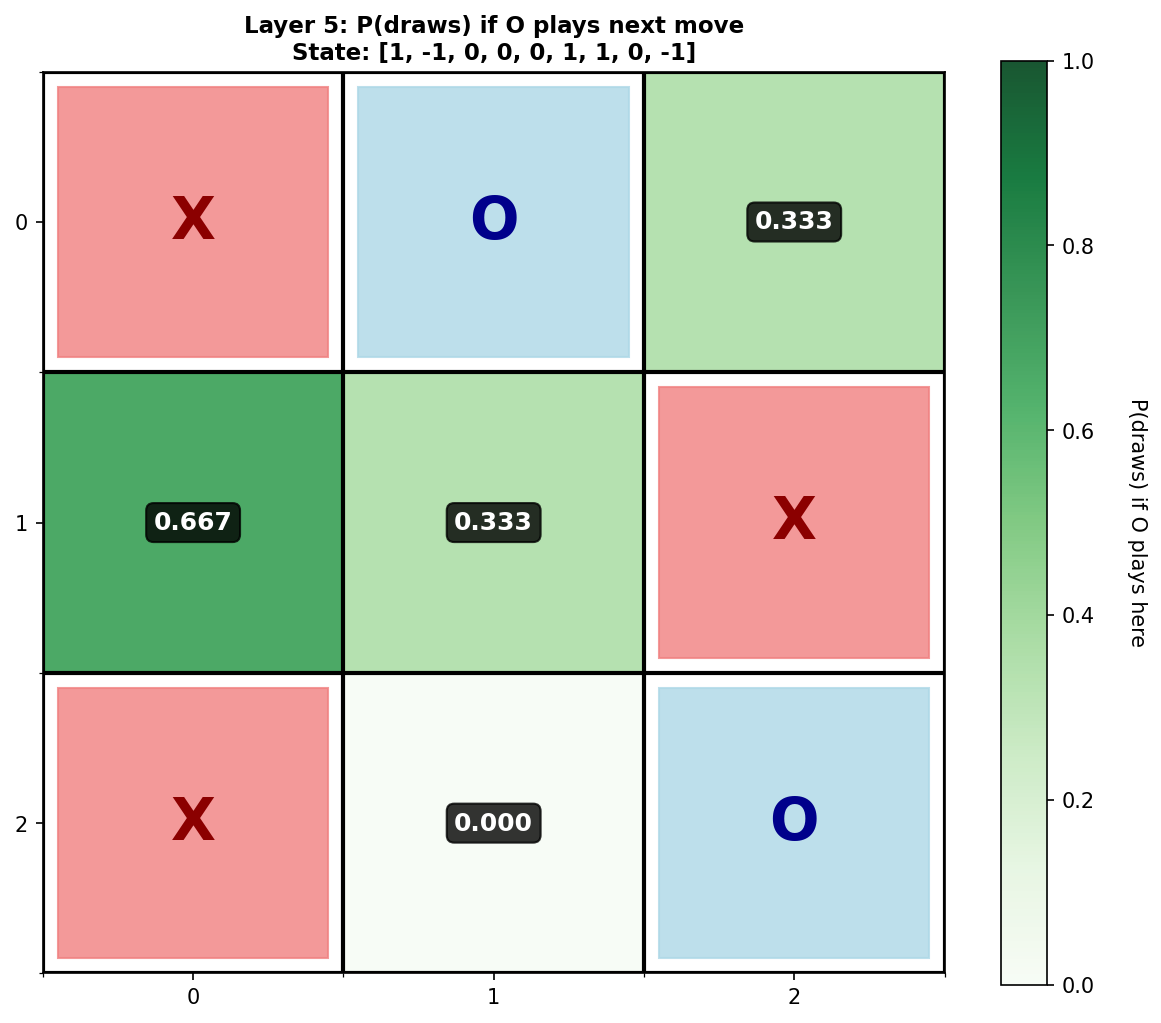 Layer 5: P(draws) if O plays next move
State: [1, -1, 0, 0, 0, 1, 1, 0, -1]
X
O
0.333
0.667
0.333
X
X
0.000
O
0
1
2
0
1
2
1.0
0.8
0.6
0.4
0.2
0.0
P(draws) if O plays here